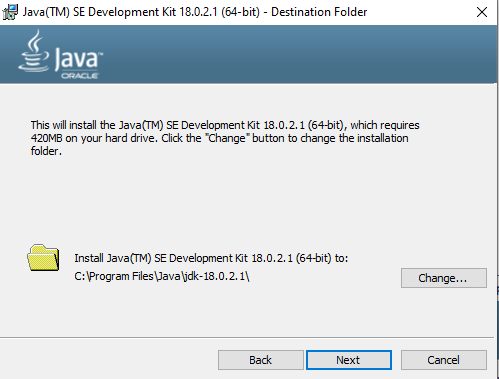 Java(TM) SE Development Kit 18.0.2.1 (64-bit) - Destination Folder
Java™
ORACLE
This will install the Java(TM) SE Development Kit 18.0.2.1 (64-bit), which requires
420MB on your hard drive. Click the "Change" button to change the installation
folder.
Install Java(TM) SE Development Kit 18.0.2.1 (64-bit) to:
C:\Program Files\Java\jdk-18.0.2.1\
Change...
Back
Next
Cancel